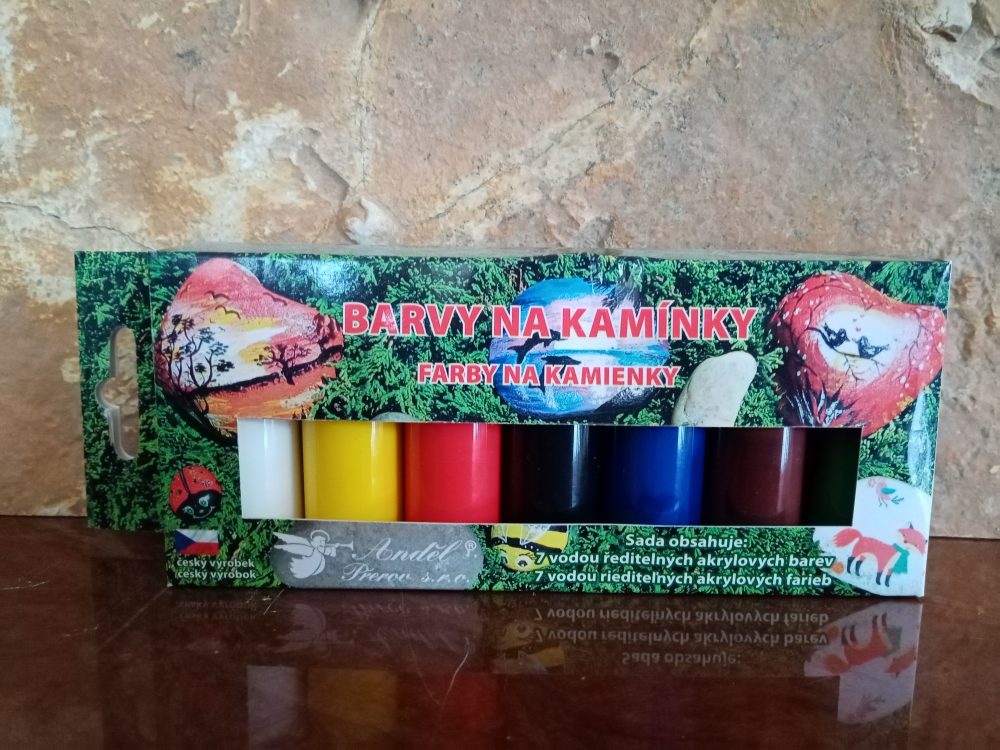 BARVY NA KAMÍNKY
FARBY NA KAMIENKY
český výrobek
český výrobok
Anděl ®
Přerov s.r.o.
Sada obsahuje:
7 vodou ředitelných akrylových barev
7 vodou riediteľných akrylových farieb